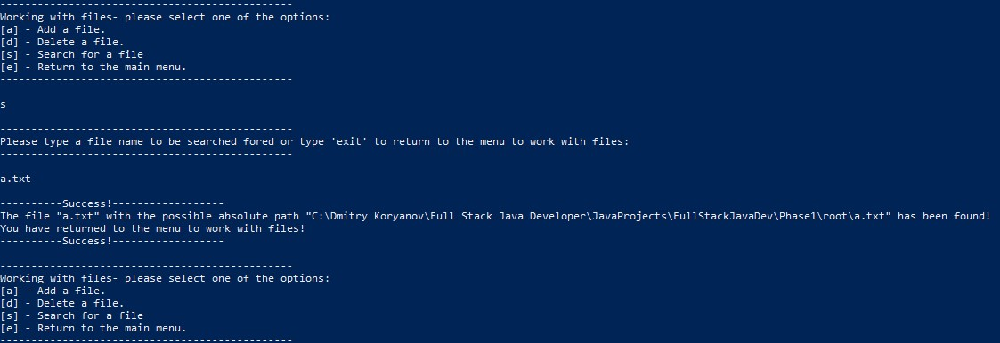 -----------------------------------------------
Working with files- please select one of the options:
[a] - Add a file.
[d] - Delete a file.
[s] - Search for a file
[e] - Return to the main menu.
-----------------------------------------------
s
-----------------------------------------------
Please type a file name to be searched fored or type 'exit' to return to the menu to work with files:
-----------------------------------------------
a.txt
----------Success!------------------
The file "a.txt" with the possible absolute path "C:\Dmitry Koryanov\Full Stack Java Developer\JavaProjects\FullStackJavaDev\Phase1\root\a.txt" has been found!
You have returned to the menu to work with files!
----------Success!------------------
-----------------------------------------------
Working with files- please select one of the options:
[a] - Add a file.
[d] - Delete a file.
[s] - Search for a file
[e] - Return to the main menu.
-----------------------------------------------